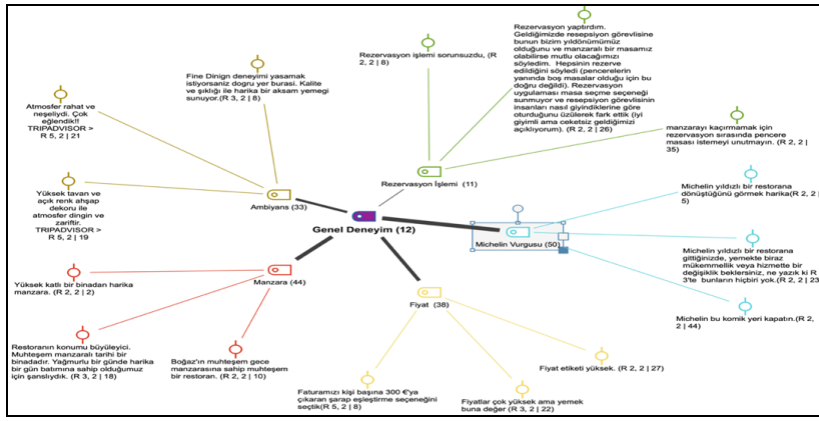 Rezervasyon yaptırdım.
Geldiğimizde resepsiyon görevlisine
bunun bizim yıldönümümüz
olduğunu ve manzaralı bir masamız
olabilirse mutlu olacağımızı
söyledim. Hepsinin rezerve
edildiğini söyledi (pencerelerin
yanında boş masalar olduğu için bu
doğru değildi). Rezervasyon
uygulaması masa seçme seçeneği
sunmuyor ve resepsiyon görevlisinin
insanları nasıl giyindiklerine göre
oturduğunu üzülerek fark ettik (iyi
giyimli ama ceketsiz geldiğimizi
açıklıyorum). (R 2, 2 | 26)
Rezervasyon işlemi sorunsuzdu, (R
2, 2 | 8)
Fine Dinign deneyimi yasamak
istiyorsaniz dogru yer burasi. Kalite
ve şıklığı ile harika bir aksam yemegi
sunuyor.(R 3, 2 | 8)
Atmosfer rahat ve
neşeliydi. Çok
eğlendik!!
TRIPADVISOR >
R 5, 2 | 21
manzarayı kaçırmamak için
rezervasyon sırasında pencere
masası istemeyi unutmayın. (R 2, 2 |
35)
Rezervasyon İşlemi (11)
Michelin yıldızlı bir restorana
dönüştüğünü görmek harika(R 2, 2 |
5)
Yüksek tavan ve
açık renk ahşap
dekoru ile
atmosfer dingin ve
zariftir.
TRIPADVISOR >
R 5, 2 | 19
Ambiyans (33)
Genel Deneyim (12)
Michelin Vurgusu (50)
Michelin yıldızlı bir restorana
gittiğinizde, yemekte biraz
mükemmellik veya hizmette bir
değişiklik beklersiniz, ne yazık ki R
3'te bunların hiçbiri yok.(R 2, 2 | 23
Manzara (44)
Yüksek katlı bir binadan harika
manzara. (R 2, 2 | 2)
Fiyat (38)
Michelin bu komik yeri kapatın.(R 2,
2 | 44)
Restoranın konumu büyüleyici.
Muhteşem manzaralı tarihi bir
binadadır. Yağmurlu bir günde harika
bir gün batımına sahip olduğumuz
için şanslıydık. (R 3, 2 | 18)
Boğaz'ın muhteşem gece
manzarasına sahip muhteşem
bir restoran. (R 2, 2 | 10)
Fiyat etiketi yüksek. (R 2, 2 | 27)
Faturamızı kişi başına 300 €'ya
çıkaran şarap eşleştirme seçeneğini
seçtik(R 5, 2 | 8)
Fiyatlar çok yüksek ama yemek
buna değer (R 3, 2 | 22)